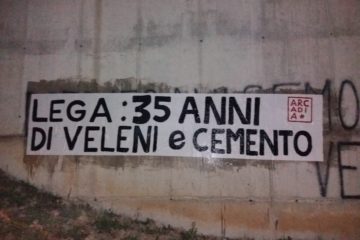 LEGA : 35 ANNI
DI VELENI e CEMENTO
ARC
ADI
A*